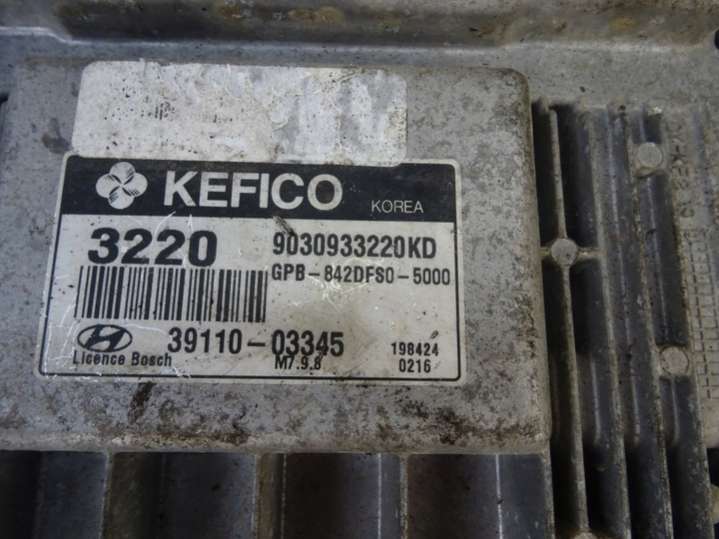 KEFICO KOREA
3220 9030933220KD
GPB-842DFS0-5000
39110-03345 198424
Licence Bosch M7.9.8 0216